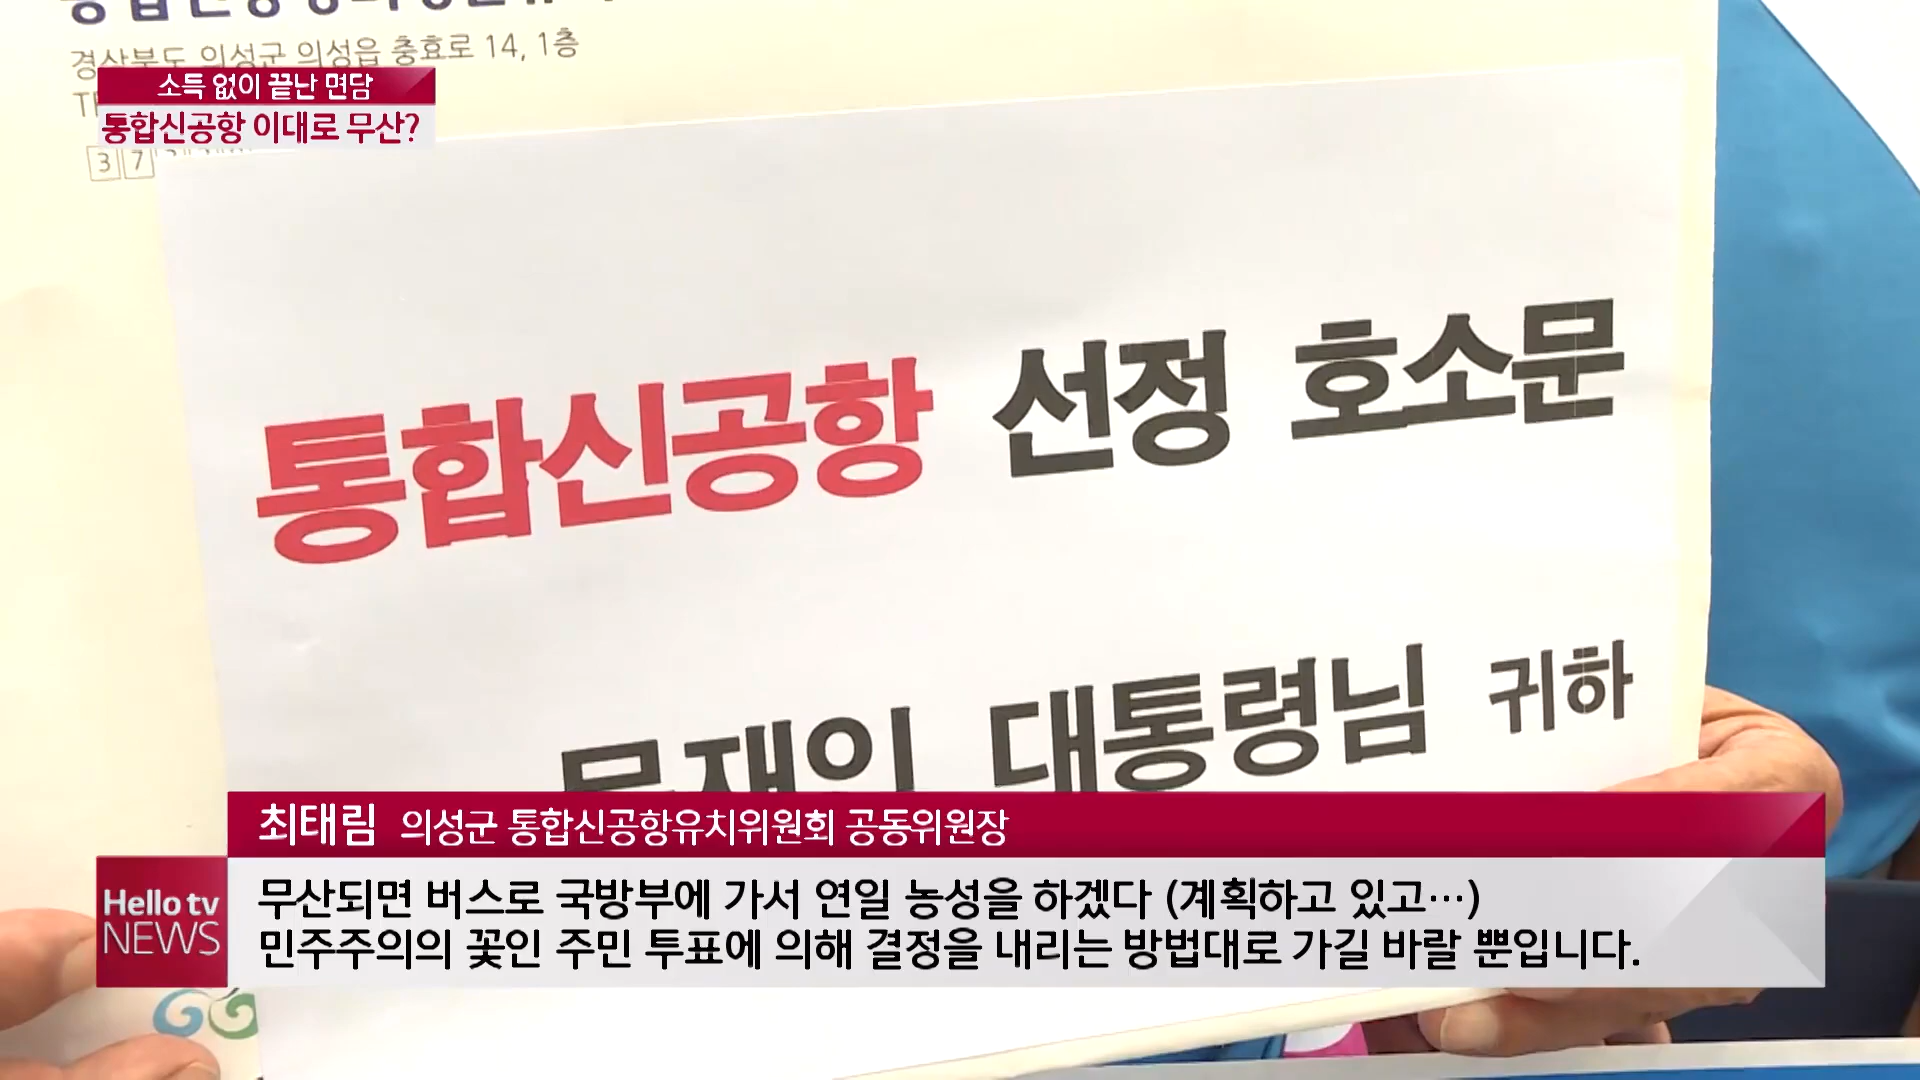 경상북도 의성군 의성읍 충효로 14, 1층
소득 없이 끝난 면담
통합신공항 이대로 무산?
3 7
통합신공항 선정 호소문
문재인 대통령님 귀하
최태림 의성군 통합신공항유치위원회 공동위원장
Hello tv
NEWS
무산되면 버스로 국방부에 가서 연일 농성을 하겠다 (계획하고 있고…)
민주주의의 꽃인 주민 투표에 의해 결정을 내리는 방법대로 가길 바랄 뿐입니다.